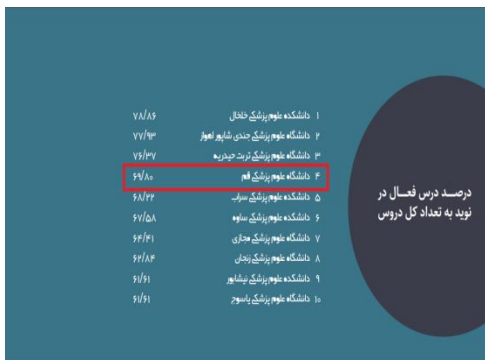 درصد درس فعال در
نوید به تعداد کل دروس
۱ دانشکده علوم پزشکی خلخال ۷۸/۸۶
۲ دانشگاه علوم پزشکی جندی شاپور اهواز ۷۷/۹۳
۳ دانشگاه علوم پزشکی تربت حیدریه ۷۶/۳۷
۴ دانشگاه علوم پزشکی قم ۶۹/۸۰
۵ دانشکده علوم پزشکی سراب ۶۸/۲۲
۶ دانشکده علوم پزشکی ساوه ۶۷/۵۸
۷ دانشگاه علوم پزشکی مجازی ۶۴/۴۱
۸ دانشگاه علوم پزشکی زنجان ۶۲/۸۴
۹ دانشکده علوم پزشکی نیشابور ۶۱/۶۱
۱۰ دانشگاه علوم پزشکی یاسوج ۶۱/۶۱